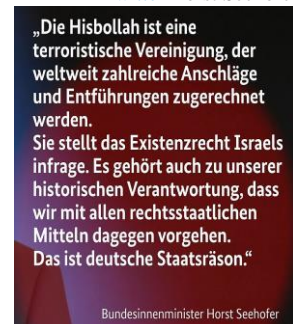 „Die Hisbollah ist eine
terroristische Vereinigung, der
weltweit zahlreiche Anschläge
und Entführungen zugerechnet
werden.
Sie stellt das Existenzrecht Israels
infrage. Es gehört auch zu unserer
historischen Verantwortung, dass
wir mit allen rechtsstaatlichen
Mitteln dagegen vorgehen.
Das ist deutsche Staatsräson.“
Bundesinnenminister Horst Seehofer